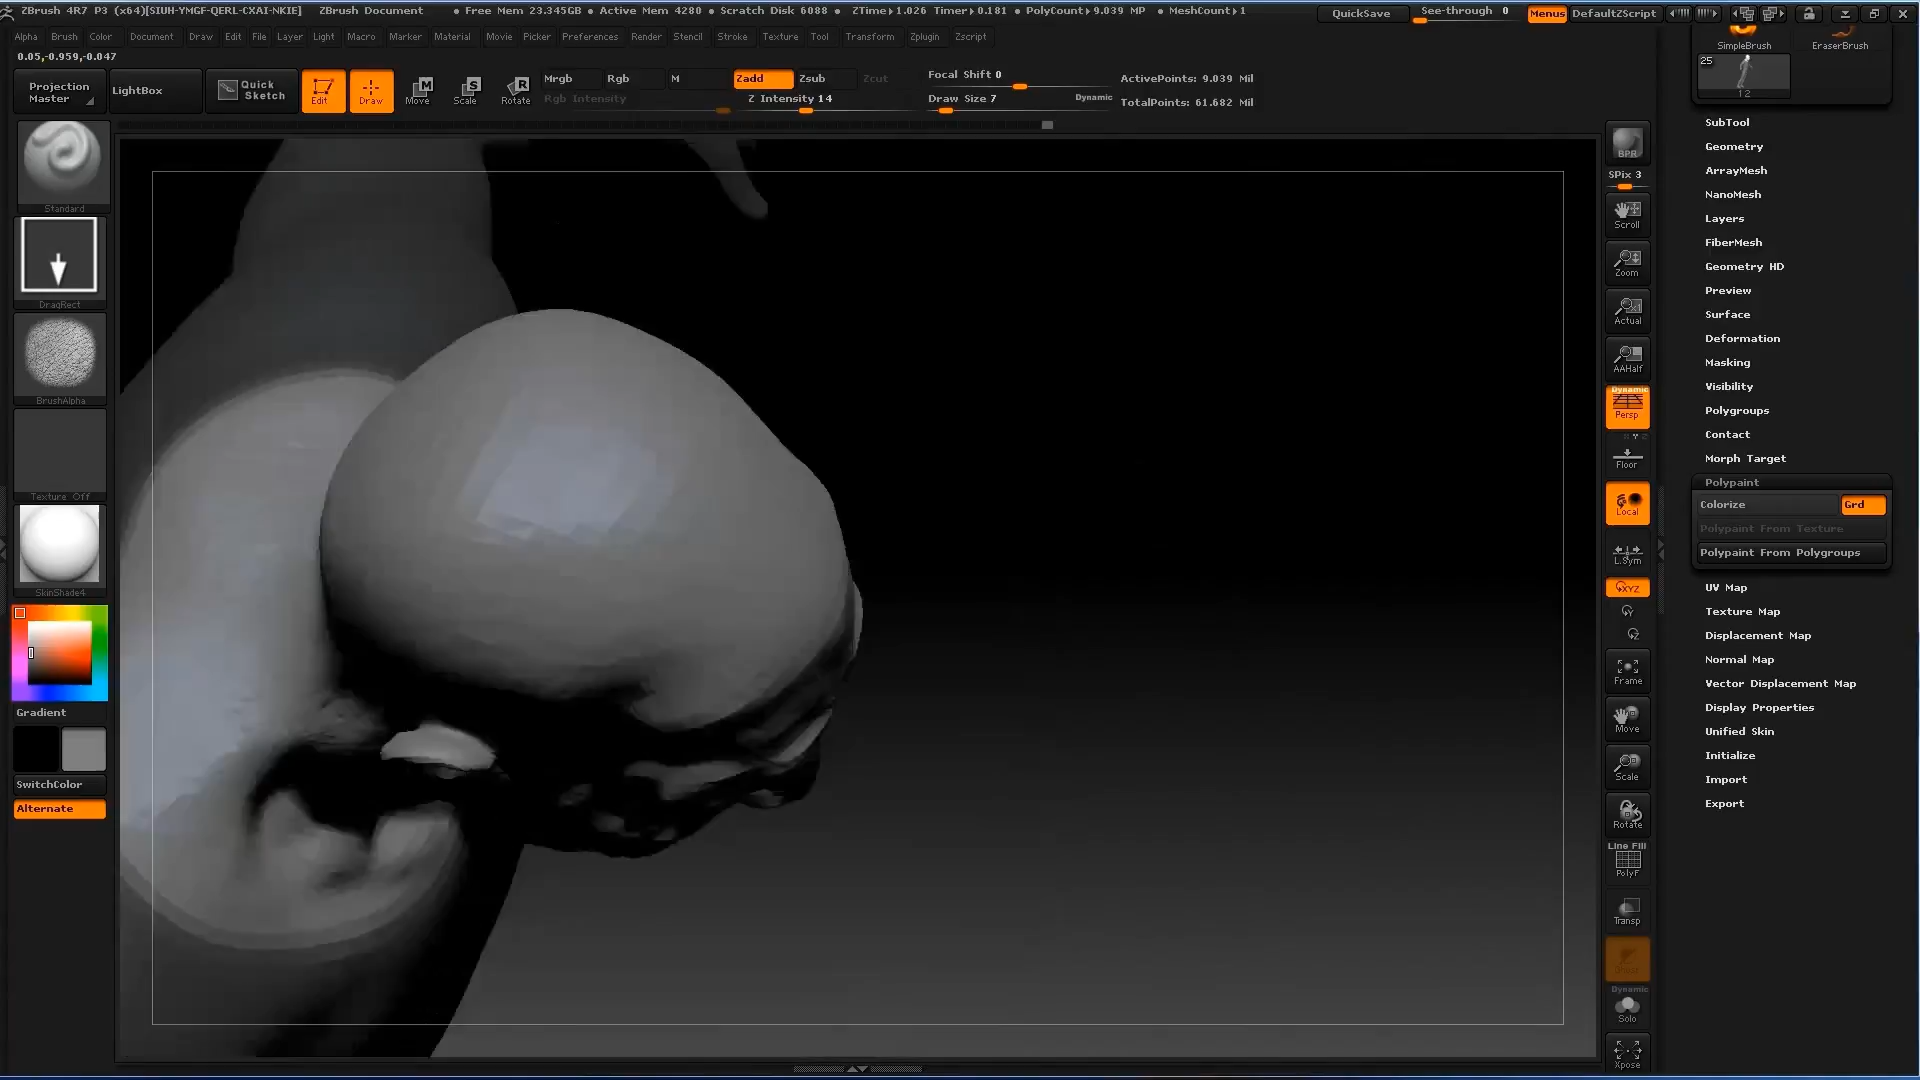 ZBrush 4R7 P3 (x64)[SIUH-YMGF-QERL-CXAI-NKIE] ZBrush Document • Free Mem 23.345GB • Active Mem 4280 • Scratch Disk 6088 • ZTime▸1.026 Timer▸0.181 • PolyCount▸9.039 MP • MeshCount▸1 QuickSave See-through 0 Menus DefaultZScript
Alpha Brush Color Document Draw Edit File Layer Light Macro Marker Material Movie Picker Preferences Render Stencil Stroke Texture Tool Transform Zplugin Zscript
0.05,-0.959,-0.047
Projection Master
LightBox
Quick Sketch
Edit
Draw
Move
Scale
Rotate
Mrgb Rgb M Zadd Zsub Zcut
Rgb Intensity Z Intensity 14
Focal Shift 0
Draw Size 7 Dynamic
ActivePoints: 9.039 Mil
TotalPoints: 61.682 Mil
Standard
DragRect
BrushAlpha
Texture Off
SkinShade4
Gradient
SwitchColor
Alternate
BPR
SPix 3
Scroll
Zoom
Actual
AAHalf
Dynamic
Persp
Floor
Local
L.Sym
XYZ
Y
Z
Frame
Move
Scale
Rotate
Line Fill
PolyF
Transp
Dynamic
Solo
Xpose
SimpleBrush EraserBrush
25
12
SubTool
Geometry
ArrayMesh
NanoMesh
Layers
FiberMesh
Geometry HD
Preview
Surface
Deformation
Masking
Visibility
Polygroups
Contact
Morph Target
Polypaint
Colorize Grd
Polypaint From Texture
Polypaint From Polygroups
UV Map
Texture Map
Displacement Map
Normal Map
Vector Displacement Map
Display Properties
Unified Skin
Initialize
Import
Export